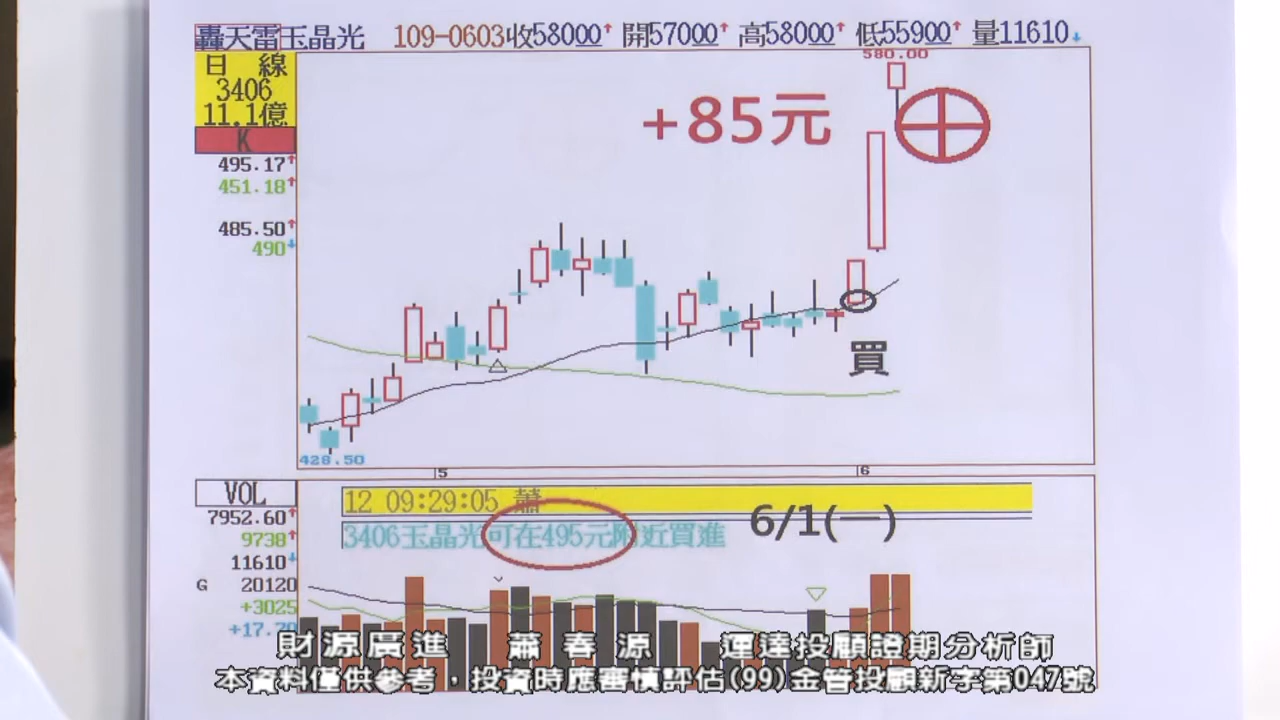 轟天雷玉晶光 109-0603收58000↑ 開57000↑ 高58000↑ 低55900↑ 量11610↓
日 線
3406
11.1億
K
495.17↑
451.18↑
485.50↑
490↓
580.00
+85元
買
428.50
5 6
VOL
7952.60↑
9738↑
11610↓
G 20120
+3025
+17.7
12 09:29:05 蕭
3406玉晶光可在495元附近買進
6/1(一)
財源廣進 蕭春源 運達投顧證期分析師
本資料僅供參考，投資時應審慎評估(99)金管投顧新字第047號